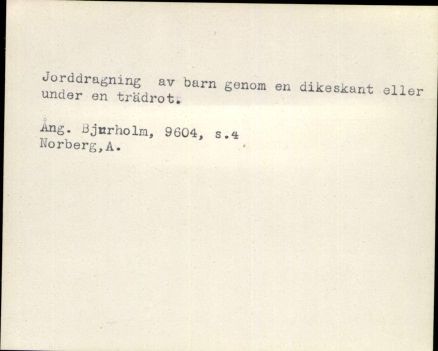 Jorddragning av barn genom en dikeskant eller
under en trädrot.
Ång. Bjurholm, 9604, s.4
Norberg,A.